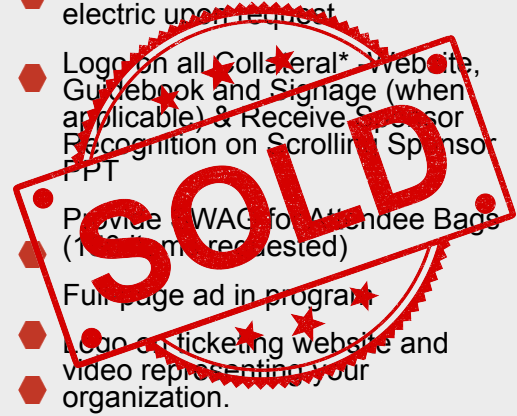 electric upon request
Logo on all Collateral* -Website,
Guidebook and Signage (when
applicable) & Receive Sponsor
Recognition on Scrolling Sponsor
PPT
SOLD
Provide SWAG for Attendee Bags
requested)
Full page ad in program
Logo on ticketing website and
video representing your
organization.